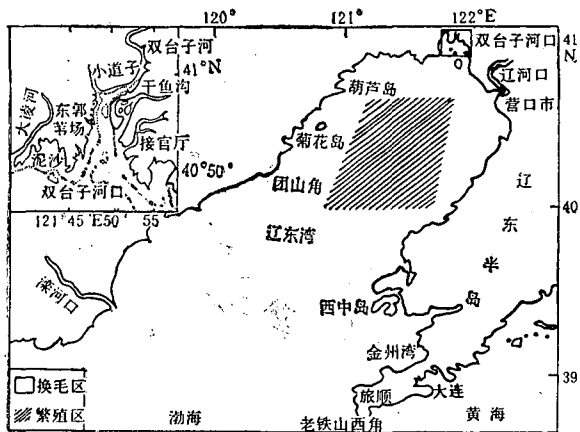 120°
121°
122°E
41
N
双台子河
41°N
小道子
干鱼沟
大凌河
东郭
苇场
接官厅
泥沙
40°50′
双台子河口
121°45′E50′ 55
双台子河口
辽河口
营口市
葫芦岛
菊花岛
团山角
辽东湾
辽
东
半
岛
40
滦河口
西中岛
金州湾
39
旅顺
大连
换毛区
繁殖区
渤海
老铁山西角
黄海